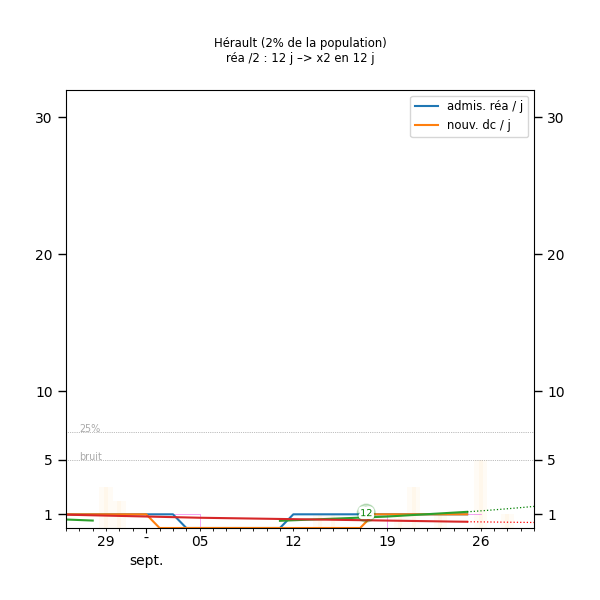 Hérault (2% de la population)
réa /2 : 12 j –> x2 en 12 j
admis. réa / j
nouv. dc / j
30 30
20 20
10 10
25%
5 bruit 5
12
1 1
29 - 05 12 19 26
sept.